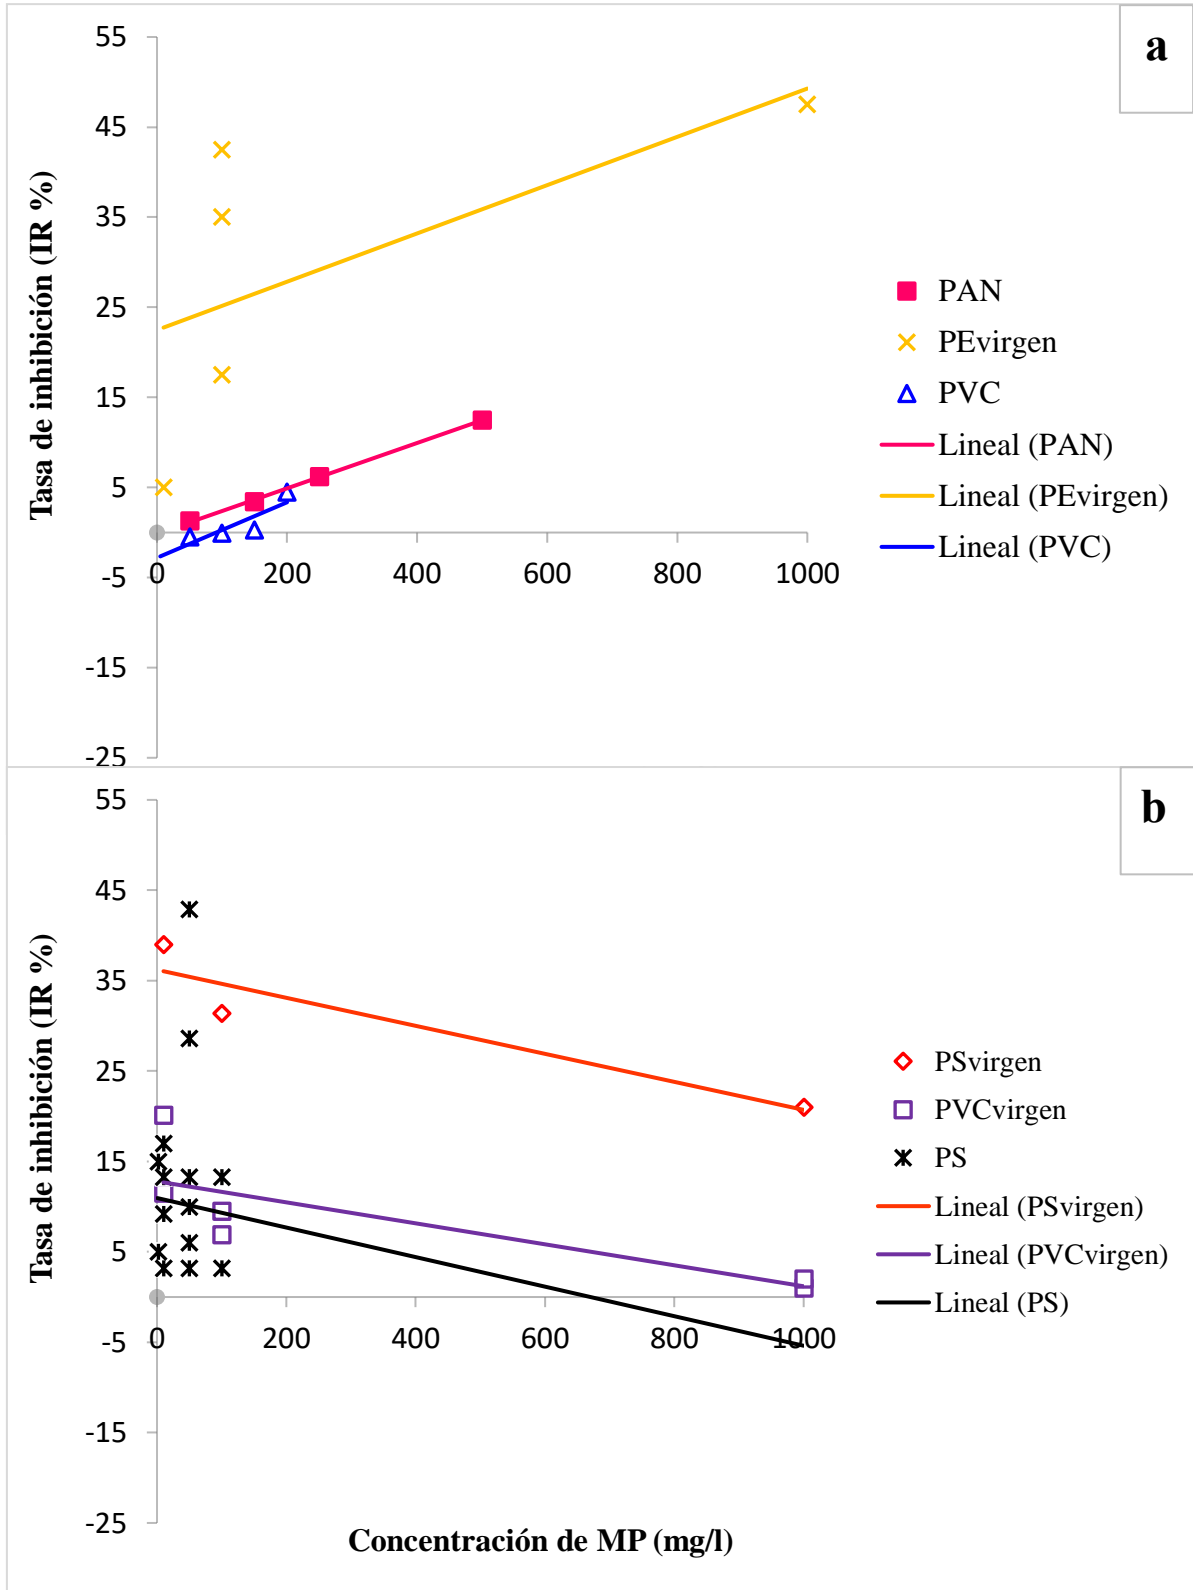 a
55
45
35
25
15
5
-5
-15
-25
0
200
400
600
800
1000
Tasa de inhibición (IR %)
PAN
PEvirgen
PVC
Lineal (PAN)
Lineal (PEvirgen)
Lineal (PVC)
b
55
45
35
25
15
5
-5
-15
-25
0
200
400
600
800
1000
Tasa de inhibición (IR %)
PSvirgen
PVCvirgen
PS
Lineal (PSvirgen)
Lineal (PVCvirgen)
Lineal (PS)
Concentración de MP (mg/l)